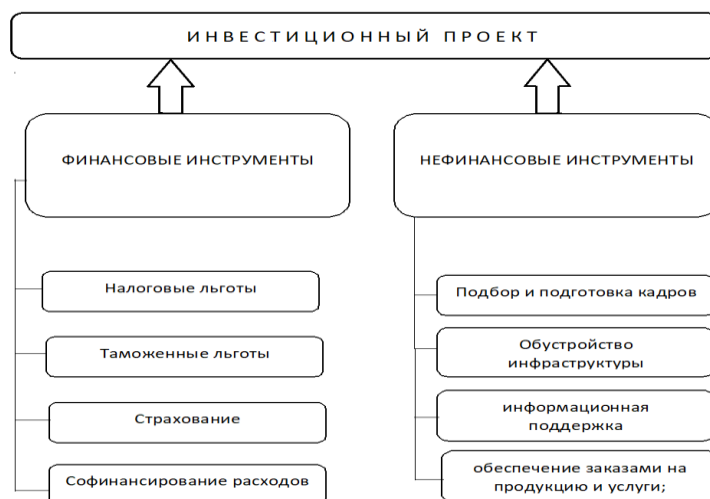 ИНВЕСТИЦИОННЫЙ ПРОЕКТ
ФИНАНСОВЫЕ ИНСТРУМЕНТЫ
Налоговые льготы
Таможенные льготы
Страхование
Софинансирование расходов
НЕФИНАНСОВЫЕ ИНСТРУМЕНТЫ
Подбор и подготовка кадров
Обустройство
инфраструктуры
информационная
поддержка
обеспечение заказами на
продукцию и услуги;